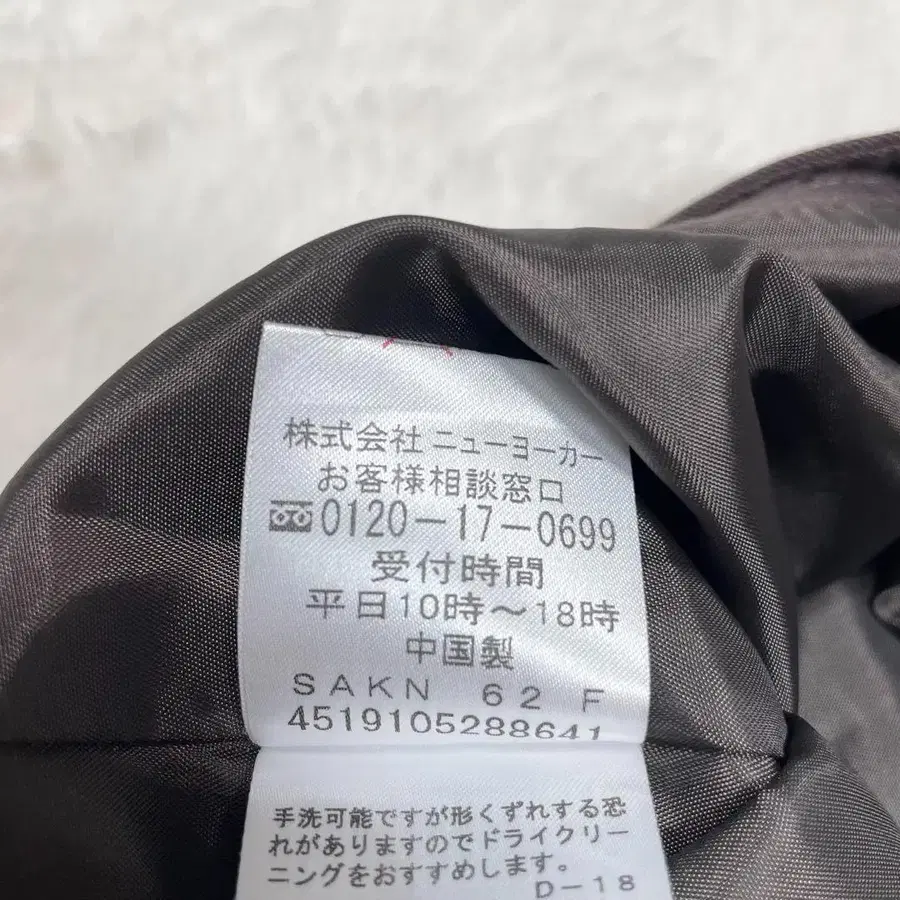 株式会社ニューヨーカー
お客様相談窓口
0120-17-0699
受付時間
平日10時～18時
中国製
SAKN 62 F
4519105288641
手洗可能ですが形くずれする恐
れがありますのでドライクリー
ニングをおすすめします。
D-18